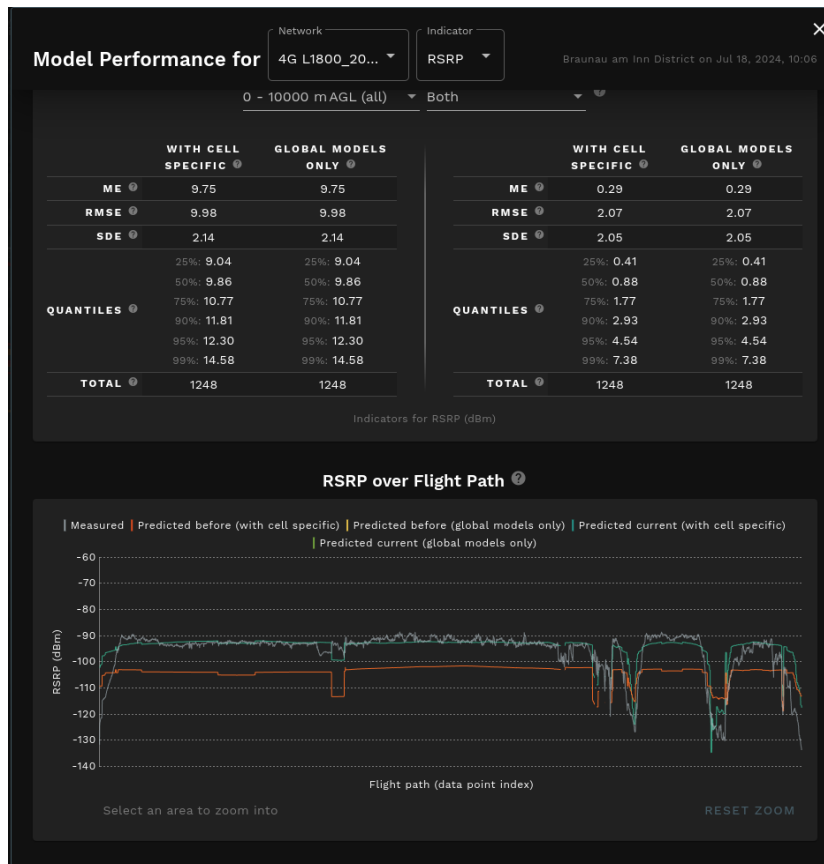 Network
Indicator
Model Performance for
4G L1800_20...
RSRP
Braunau am Inn District on Jul 18, 2024, 10:06
0 - 10000 m AGL (all)
Both
WITH CELL SPECIFIC
GLOBAL MODELS ONLY
ME 9.75 9.75
RMSE 9.98 9.98
SDE 2.14 2.14
QUANTILES
25%: 9.04 25%: 9.04
50%: 9.86 50%: 9.86
75%: 10.77 75%: 10.77
90%: 11.81 90%: 11.81
95%: 12.30 95%: 12.30
99%: 14.58 99%: 14.58
TOTAL 1248 1248
WITH CELL SPECIFIC
GLOBAL MODELS ONLY
ME 0.29 0.29
RMSE 2.07 2.07
SDE 2.05 2.05
QUANTILES
25%: 0.41 25%: 0.41
50%: 0.88 50%: 0.88
75%: 1.77 75%: 1.77
90%: 2.93 90%: 2.93
95%: 4.54 95%: 4.54
99%: 7.38 99%: 7.38
TOTAL 1248 1248
Indicators for RSRP (dBm)
RSRP over Flight Path
Measured
Predicted before (with cell specific)
Predicted before (global models only)
Predicted current (with cell specific)
Predicted current (global models only)
RSRP (dBm)
-60
-70
-80
-90
-100
-110
-120
-130
-140
Flight path (data point index)
Select an area to zoom into
RESET ZOOM